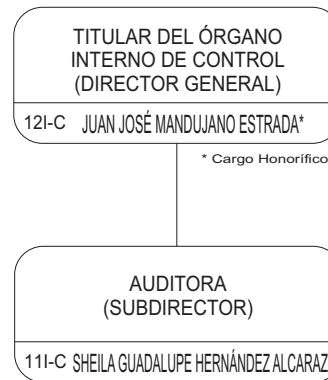 TITULAR DEL ÓRGANO
INTERNO DE CONTROL
(DIRECTOR GENERAL)
12I-C JUAN JOSÉ MANDUJANO ESTRADA*
* Cargo Honorífico
AUDITORA
(SUBDIRECTOR)
11I-C SHEILA GUADALUPE HERNÁNDEZ ALCARAZ